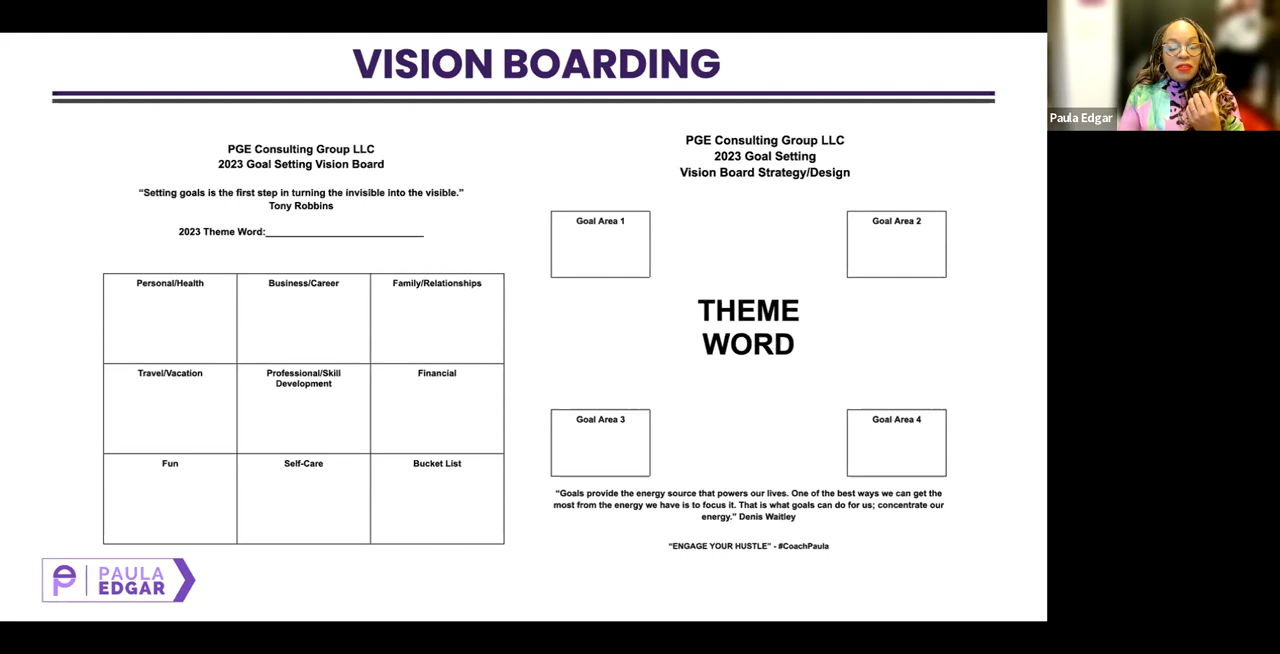 VISION BOARDING
Paula Edgar
PGE Consulting Group LLC
2023 Goal Setting Vision Board
“Setting goals is the first step in turning the invisible into the visible.”
Tony Robbins
2023 Theme Word:___________________________
Personal/Health
Business/Career
Family/Relationships
Travel/Vacation
Professional/Skill
Development
Financial
Fun
Self-Care
Bucket List
PGE Consulting Group LLC
2023 Goal Setting
Vision Board Strategy/Design
Goal Area 1
Goal Area 2
THEME
WORD
Goal Area 3
Goal Area 4
“Goals provide the energy source that powers our lives. One of the best ways we can get the
most from the energy we have is to focus it. That is what goals can do for us; concentrate our
energy.” Denis Waitley
“ENGAGE YOUR HUSTLE” - #CoachPaula
ep
PAULA
EDGAR